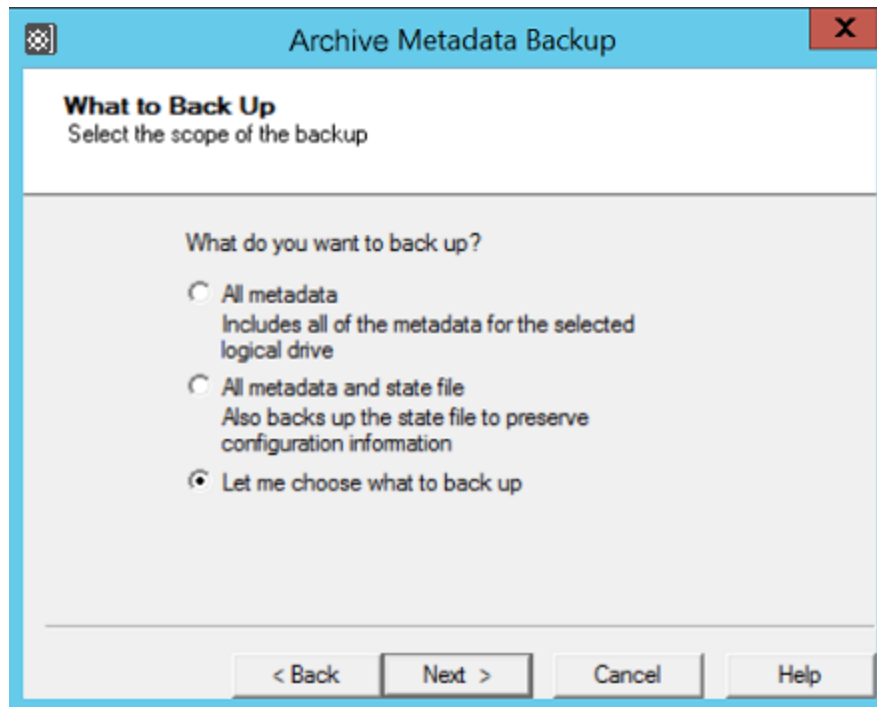 Archive Metadata Backup
X
What to Back Up
Select the scope of the backup
What do you want to back up?
All metadata
Includes all of the metadata for the selected
logical drive
All metadata and state file
Also backs up the state file to preserve
configuration information
Let me choose what to back up
< Back Next > Cancel Help